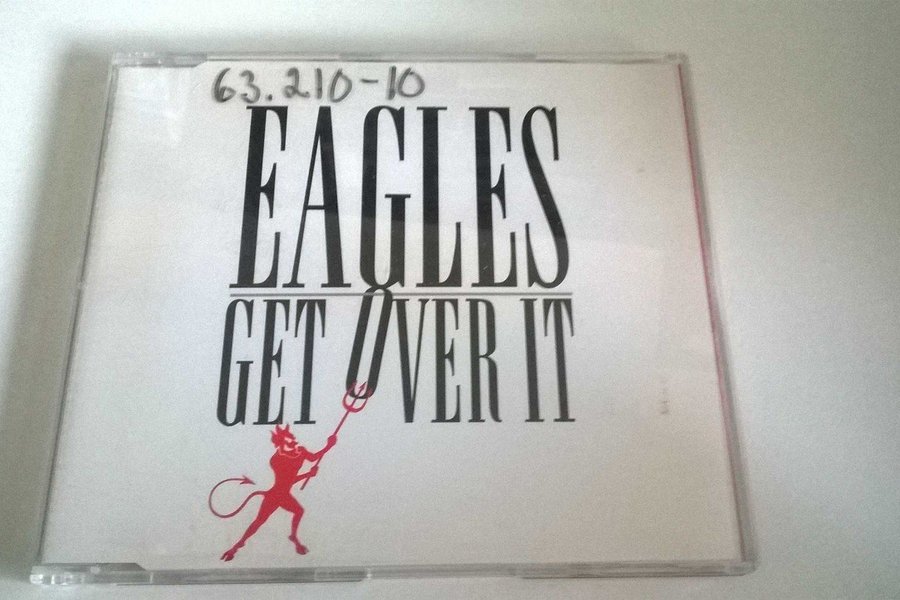 63.210-10
EAGLES
GET OVER IT